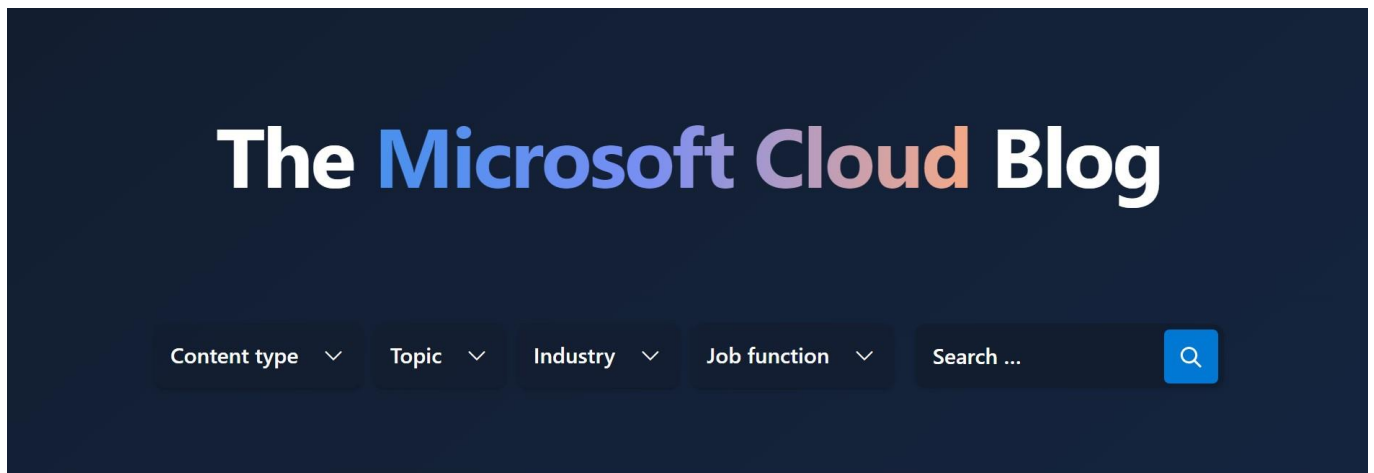 The Microsoft Cloud Blog
Content type Topic Industry Job function Search ...